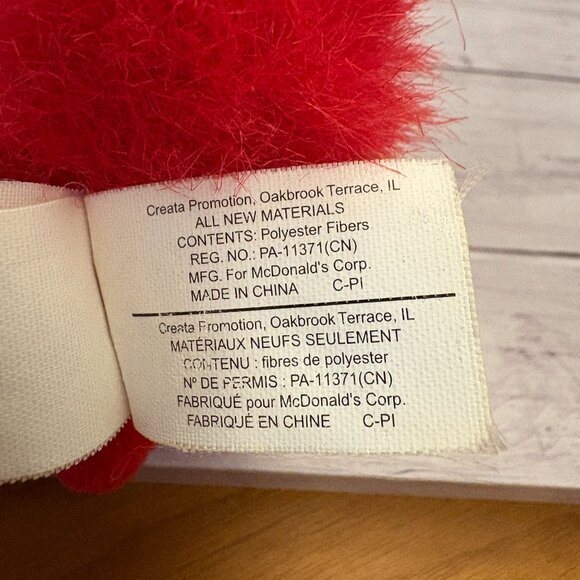 Creata Promotion, Oakbrook Terrace, IL
ALL NEW MATERIALS
CONTENTS: Polyester Fibers
REG. NO.: PA-11371(CN)
MFG. For McDonald's Corp.
MADE IN CHINA C-PI
Creata Promotion, Oakbrook Terrace, IL
MATÉRIAUX NEUFS SEULEMENT
CONTENU : fibres de polyester
Nº DE PERMIS : PA-11371(CN)
FABRIQUÉ pour McDonald's Corp.
FABRIQUÉ EN CHINE C-PI